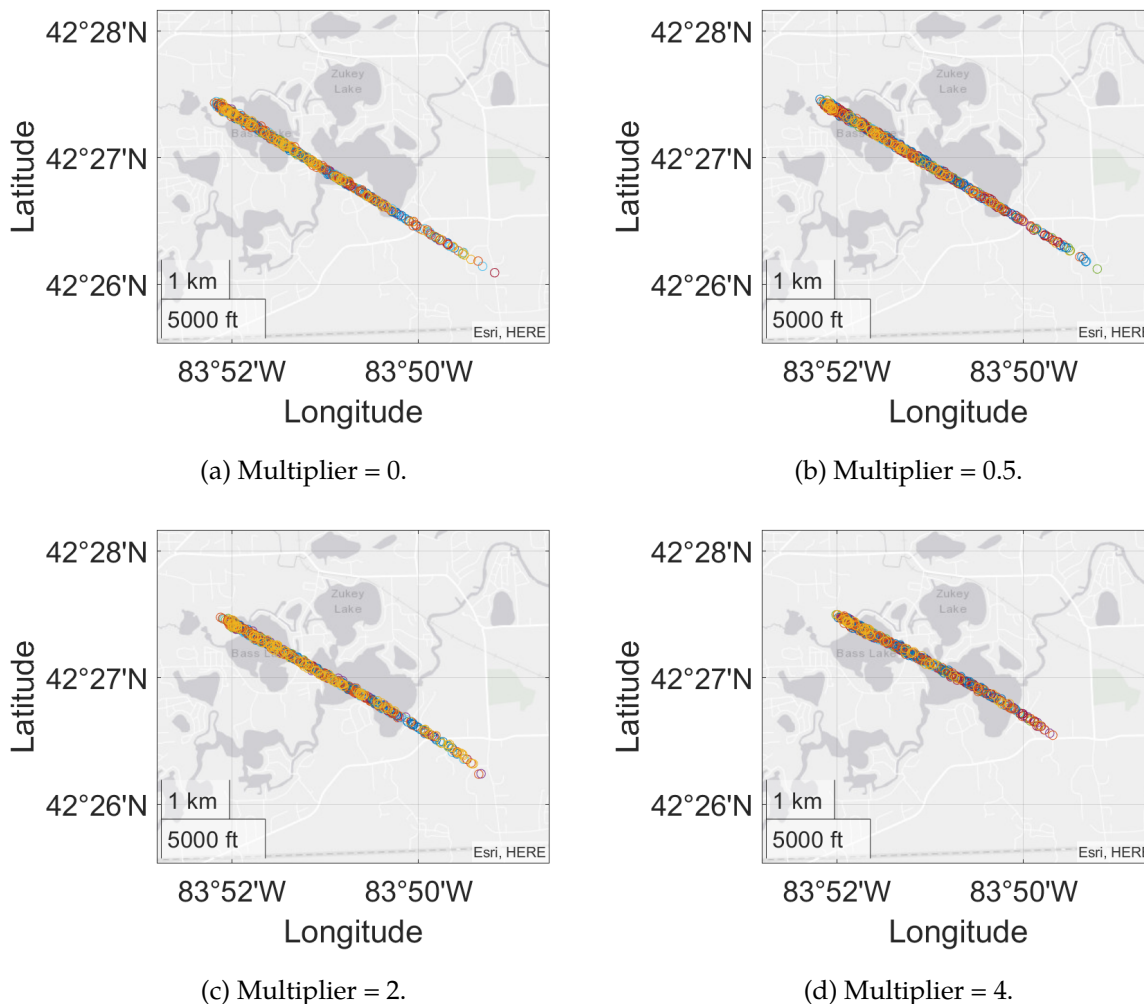 42°28'N
Zukey
Lake
Bass Lake
42°27'N
42°26'N
Latitude
1 km
5000 ft
Esri, HERE
83°52'W 83°50'W
Longitude
(a) Multiplier = 0.
42°28'N
Zukey
Lake
Bass Lake
42°27'N
42°26'N
Latitude
1 km
5000 ft
Esri, HERE
83°52'W 83°50'W
Longitude
(b) Multiplier = 0.5.
42°28'N
Zukey
Lake
Bass Lake
42°27'N
42°26'N
Latitude
1 km
5000 ft
Esri, HERE
83°52'W 83°50'W
Longitude
(c) Multiplier = 2.
42°28'N
Zukey
Lake
Bass Lake
42°27'N
42°26'N
Latitude
1 km
5000 ft
Esri, HERE
83°52'W 83°50'W
Longitude
(d) Multiplier = 4.